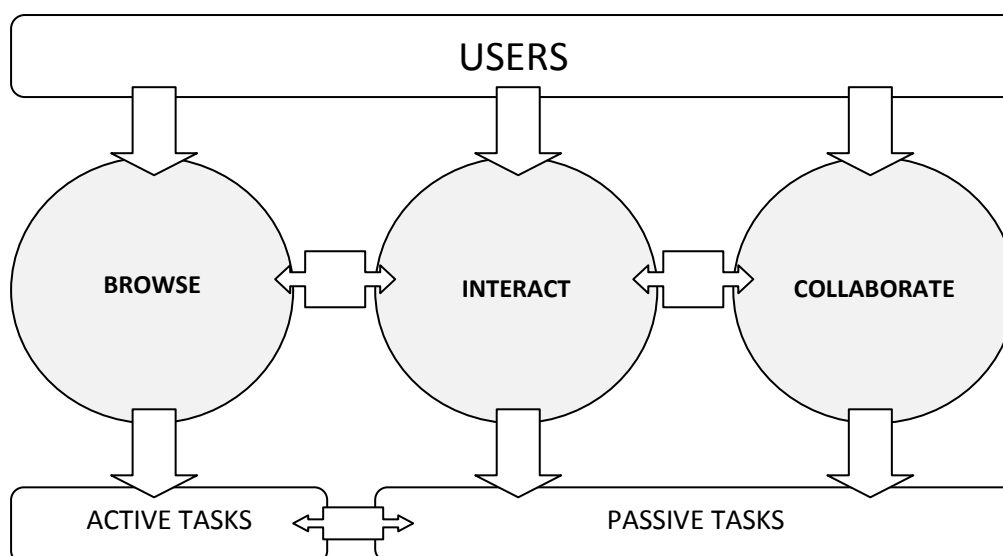 USERS
BROWSE
INTERACT
COLLABORATE
ACTIVE TASKS
PASSIVE TASKS